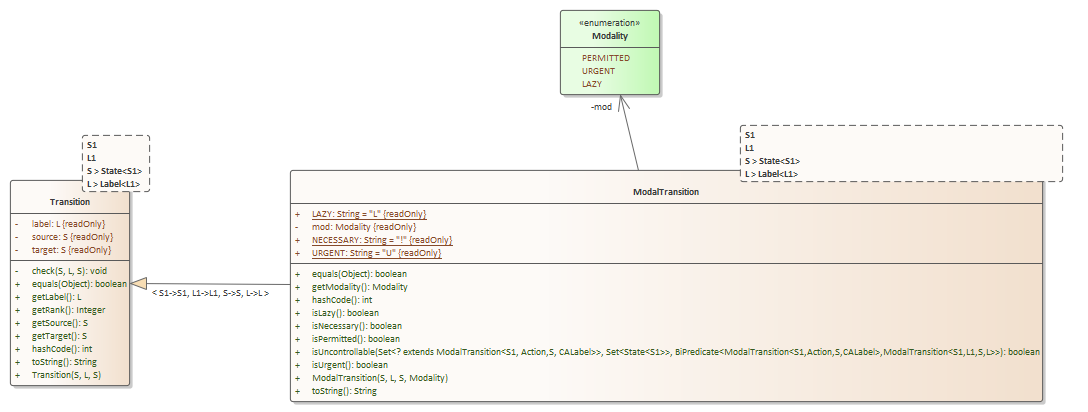 «enumeration»
Modality
PERMITTED
URGENT
LAZY
-mod
S1
L1
S > State<S1>
L > Label<L1>
Transition
- label: L {readOnly}
- source: S {readOnly}
- target: S {readOnly}
- check(S, L, S): void
+ equals(Object): boolean
+ getLabel(): L
+ getRank(): Integer
+ getSource(): S
+ getTarget(): S
+ hashCode(): int
+ toString(): String
+ Transition(S, L, S)
< S1->S1, L1->L1, S->S, L->L >
S1
L1
S > State<S1>
L > Label<L1>
ModalTransition
+ LAZY: String = "L" {readOnly}
- mod: Modality {readOnly}
+ NECESSARY: String = "!" {readOnly}
+ URGENT: String = "U" {readOnly}
+ equals(Object): boolean
+ getModality(): Modality
+ hashCode(): int
+ isLazy(): boolean
+ isNecessary(): boolean
+ isPermitted(): boolean
+ isUncontrollable(Set<? extends ModalTransition<S1, Action,S, CALabel>>, Set<State<S1>>, BiPredicate<ModalTransition<S1,Action,S,CALabel>,ModalTransition<S1,L1,S,L>>): boolean
+ isUrgent(): boolean
+ ModalTransition(S, L, S, Modality)
+ toString(): String